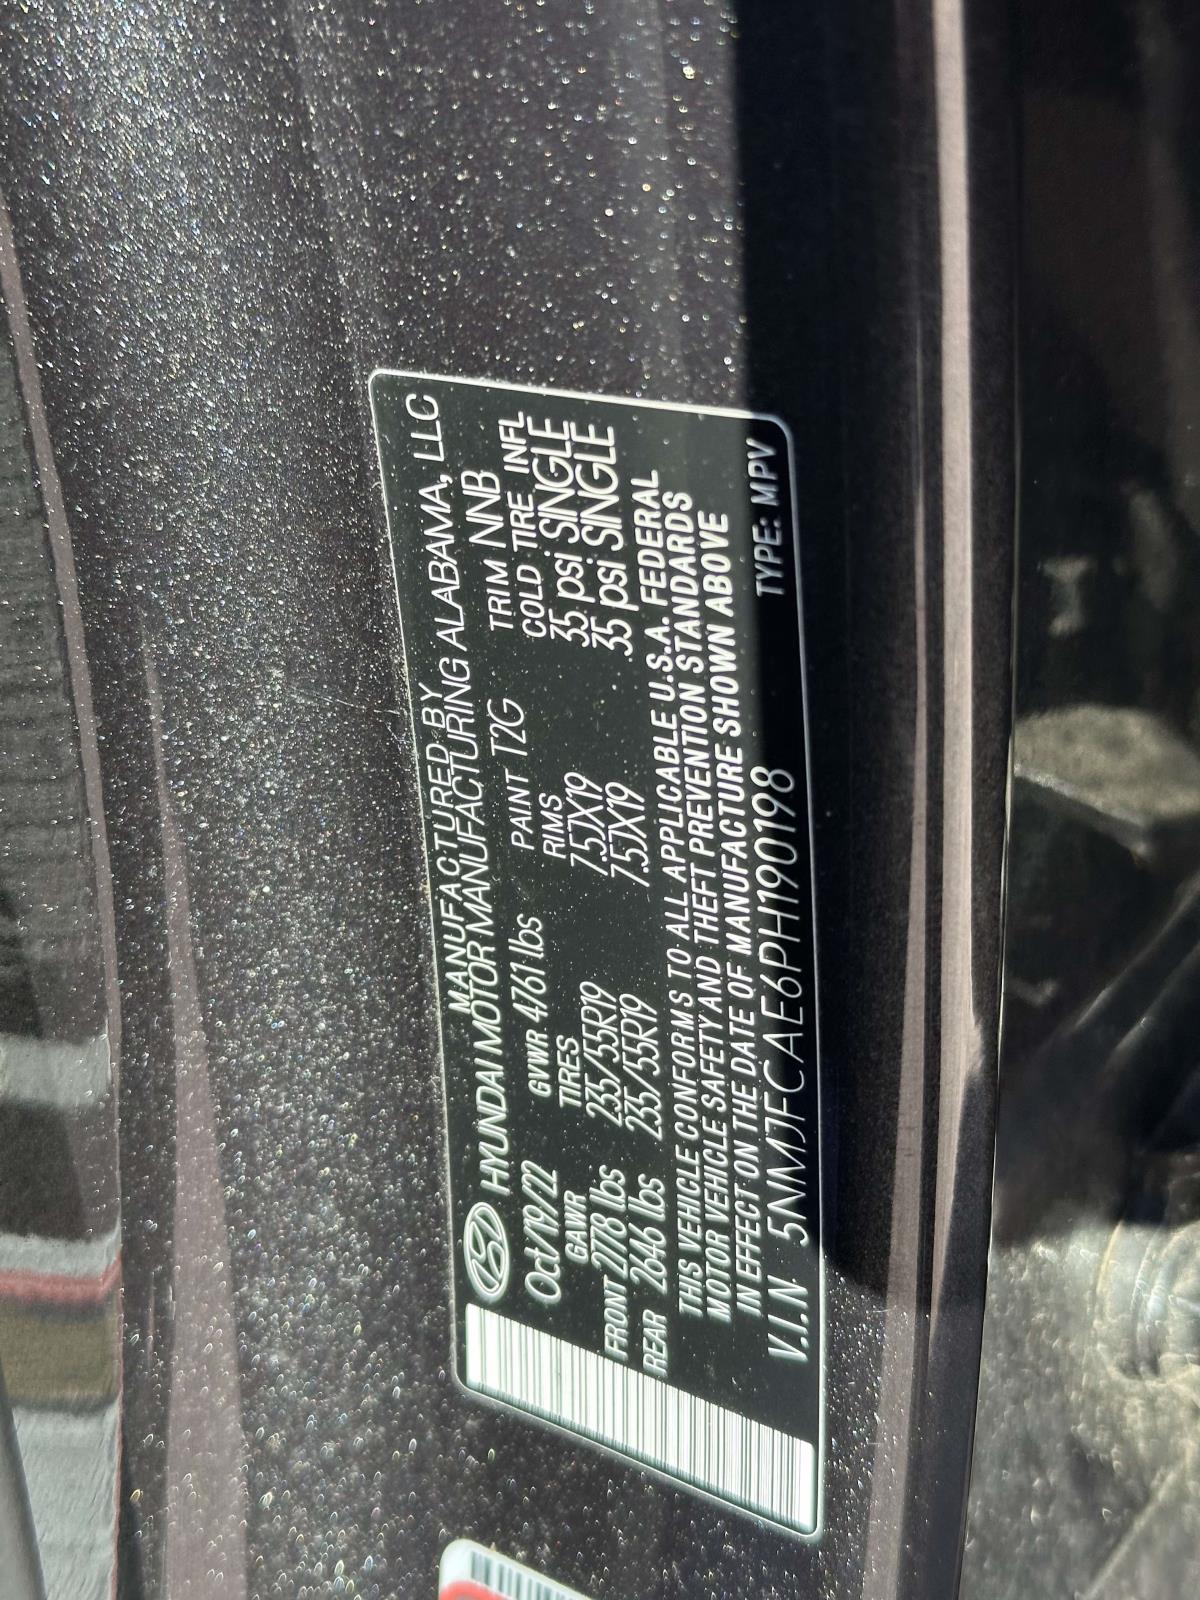 MANUFACTURED BY
HYUNDAI MOTOR MANUFACTURING ALABAMA, LLC
Oct/19/22 GVWR 4761 lbs PAINT T2G TRIM NNB
GAWR TIRES RIMS COLD TIRE INFL
FRONT 2778 lbs 235/55R19 7.5JX19 35 psi SINGLE
REAR 2646 lbs 235/55R19 7.5JX19 35 psi SINGLE
THIS VEHICLE CONFORMS TO ALL APPLICABLE U.S.A. FEDERAL
MOTOR VEHICLE SAFETY AND THEFT PREVENTION STANDARDS
IN EFFECT ON THE DATE OF MANUFACTURE SHOWN ABOVE
V.I.N 5NMJFCAE6PH190198 TYPE: MPV